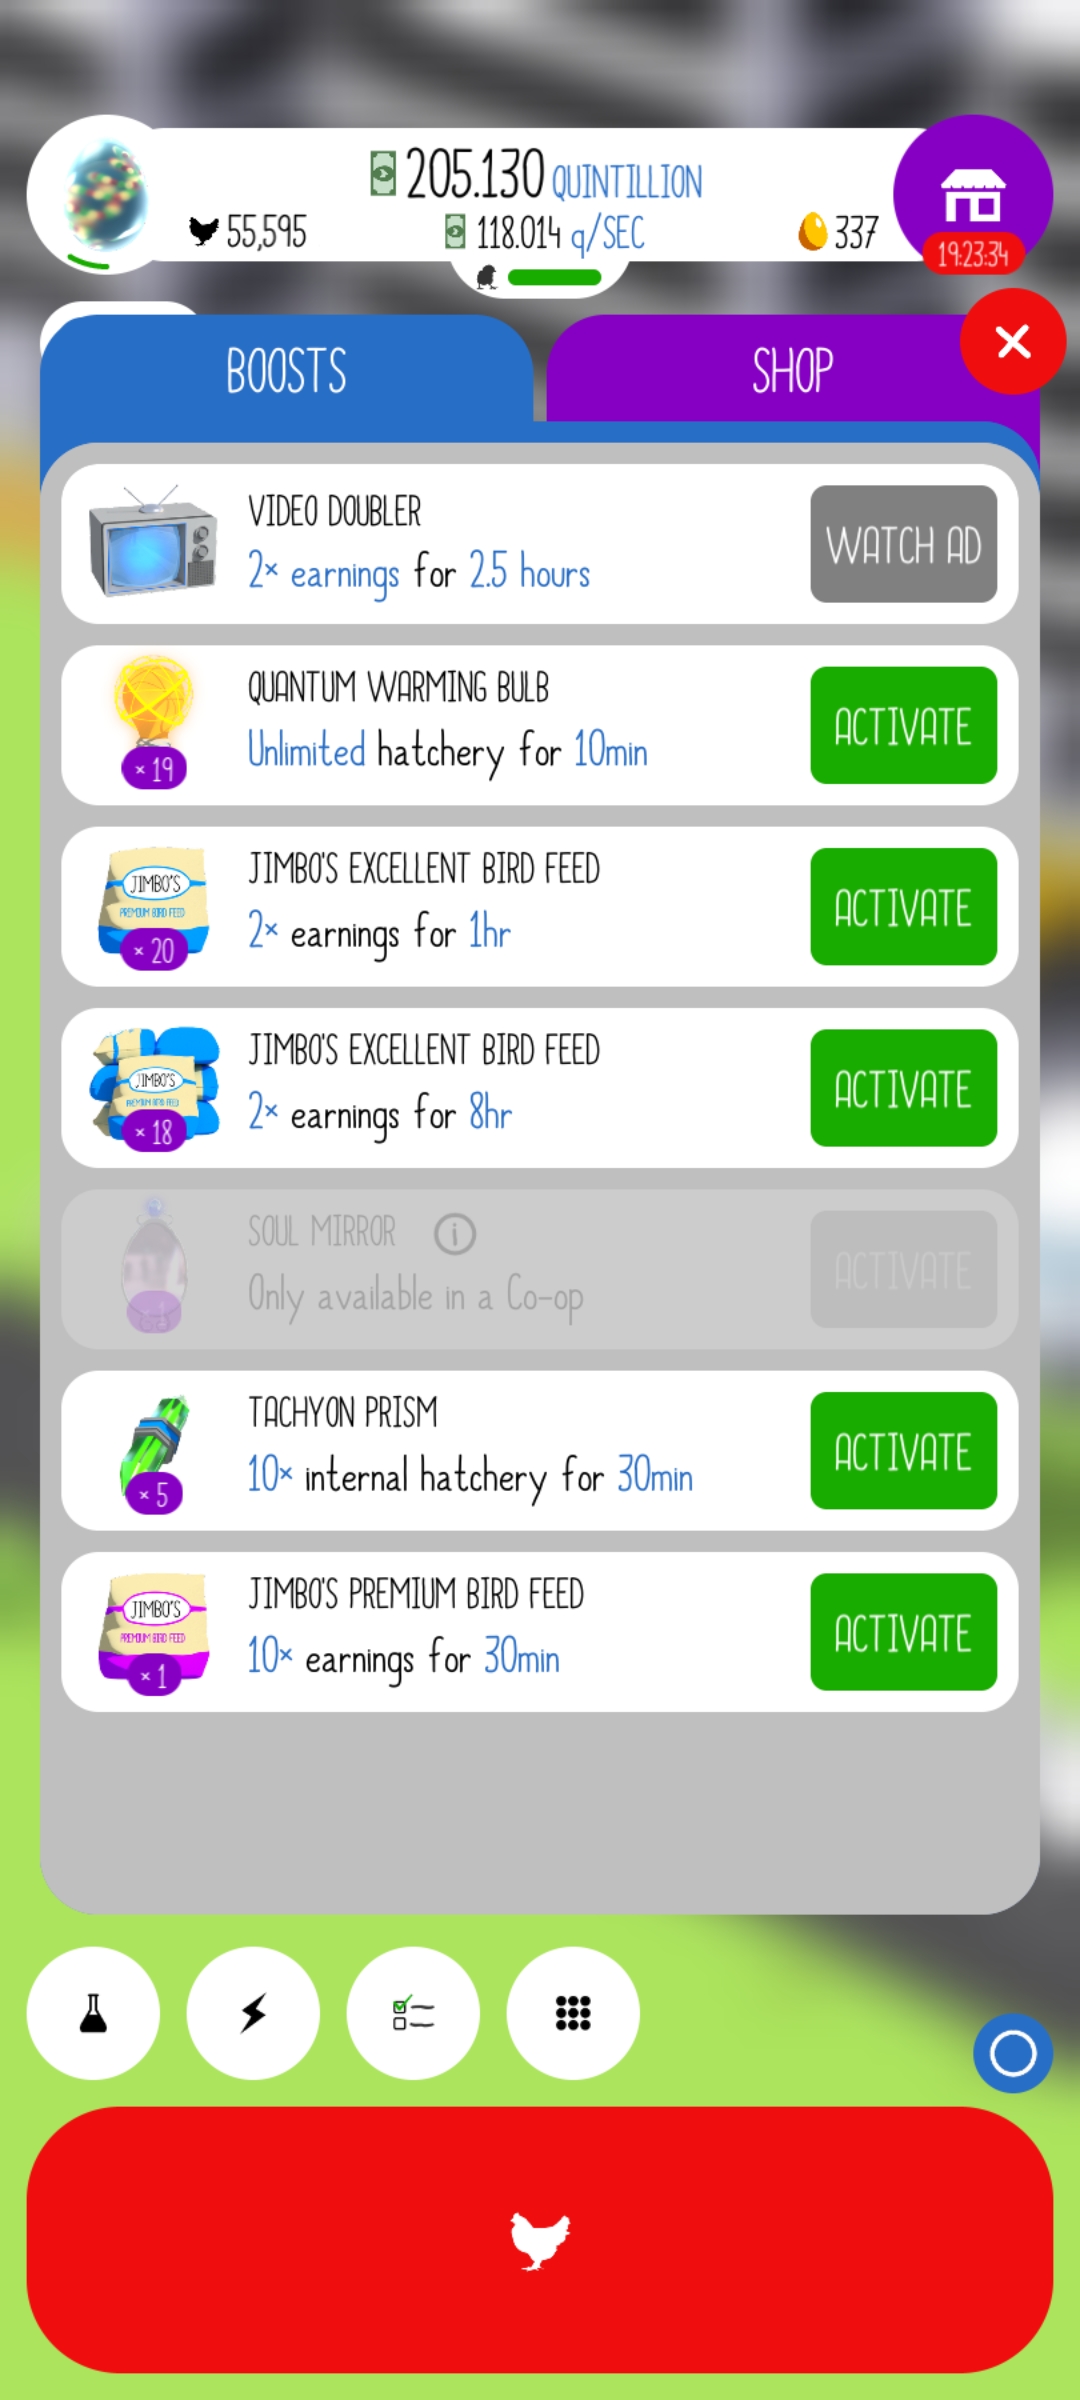 205.130 QUINTILLION
55,595
118.014 q/SEC
337
19:23:34
BOOSTS
SHOP
VIDEO DOUBLER
2× earnings for 2.5 hours
WATCH AD
QUANTUM WARMING BULB
Unlimited hatchery for 10min
× 19
ACTIVATE
JIMBO'S EXCELLENT BIRD FEED
2× earnings for 1hr
JIMBO'S
PREMIUM BIRD FEED
× 20
ACTIVATE
JIMBO'S EXCELLENT BIRD FEED
2× earnings for 8hr
JIMBO'S
PREMIUM BIRD FEED
× 18
ACTIVATE
SOUL MIRROR
Only available in a Co-op
ACTIVATE
TACHYON PRISM
10× internal hatchery for 30min
× 5
ACTIVATE
JIMBO'S PREMIUM BIRD FEED
10× earnings for 30min
JIMBO'S
PREMIUM BIRD FEED
× 1
ACTIVATE